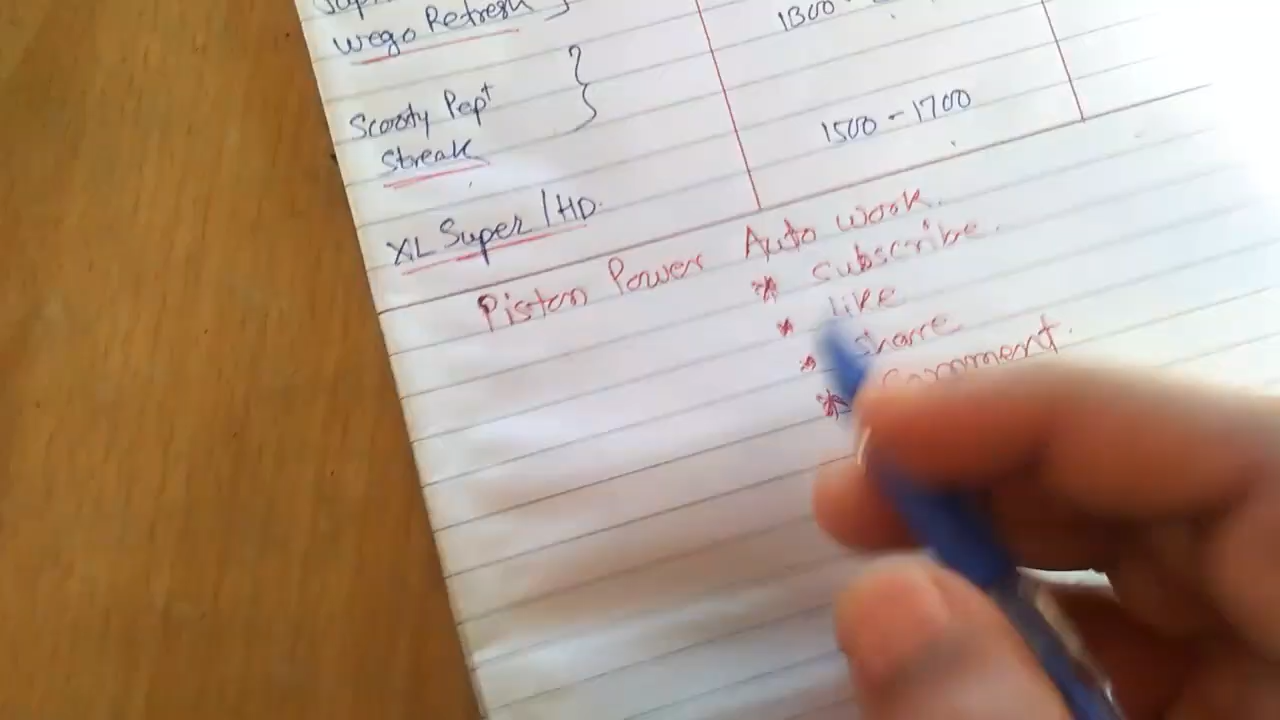 Wego Refresh
1300
Scooty Pep+
1500 - 1700
Streak
XL Super / HD.
Piston Power Auto work.
* subscribe.
* like
* share
* Comment.